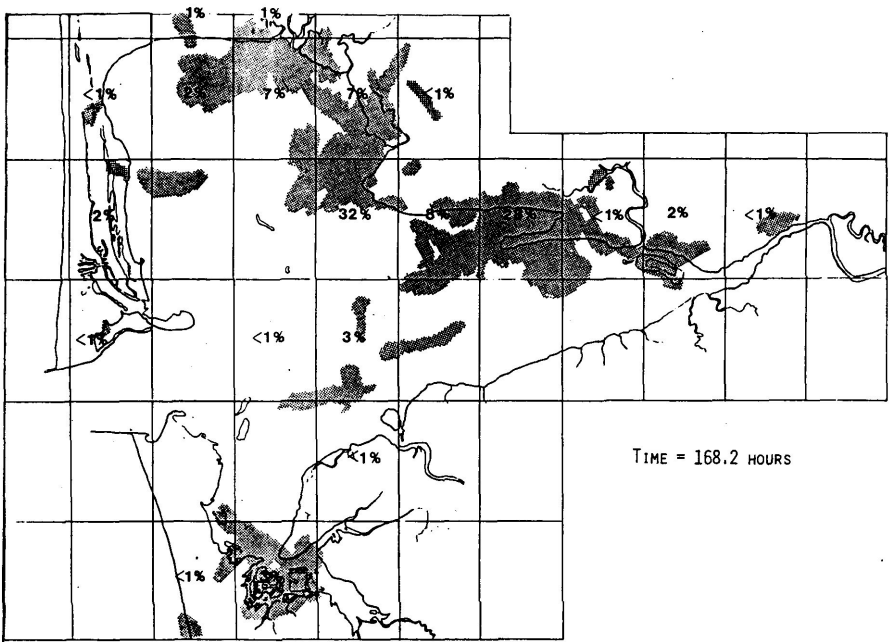 1% 1%
<1% 2% 7% 7% <1%
2% 32% 8% <1% 2% <1%
<1% <1% 3%
<1%
TIME = 168.2 HOURS
<1%